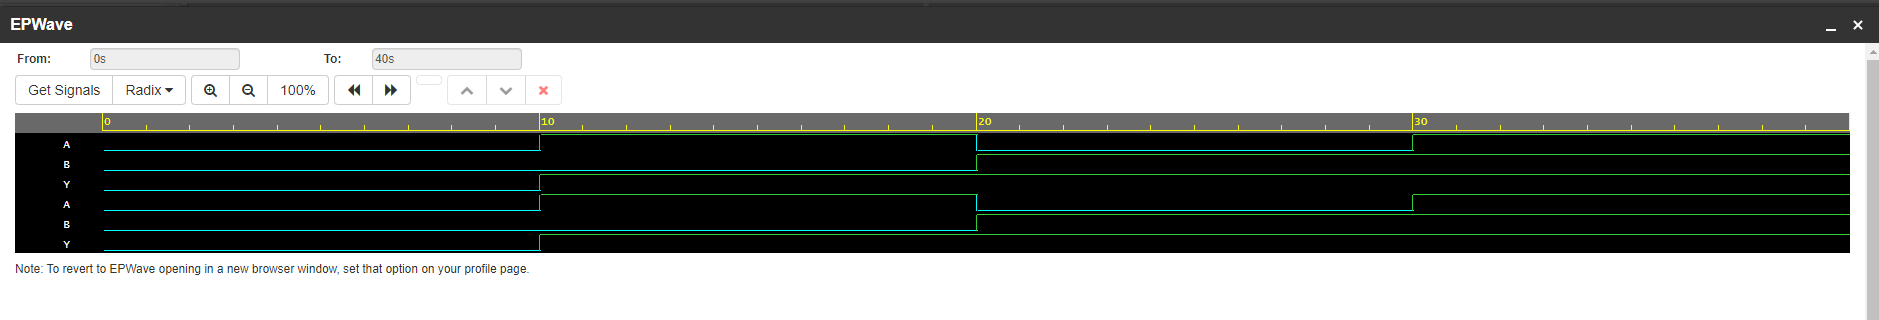 EPWave
From: 0s To: 40s
Get Signals Radix 100%
0 10 20 30
A
B
Y
A
B
Y
Note: To revert to EPWave opening in a new browser window, set that option on your profile page.